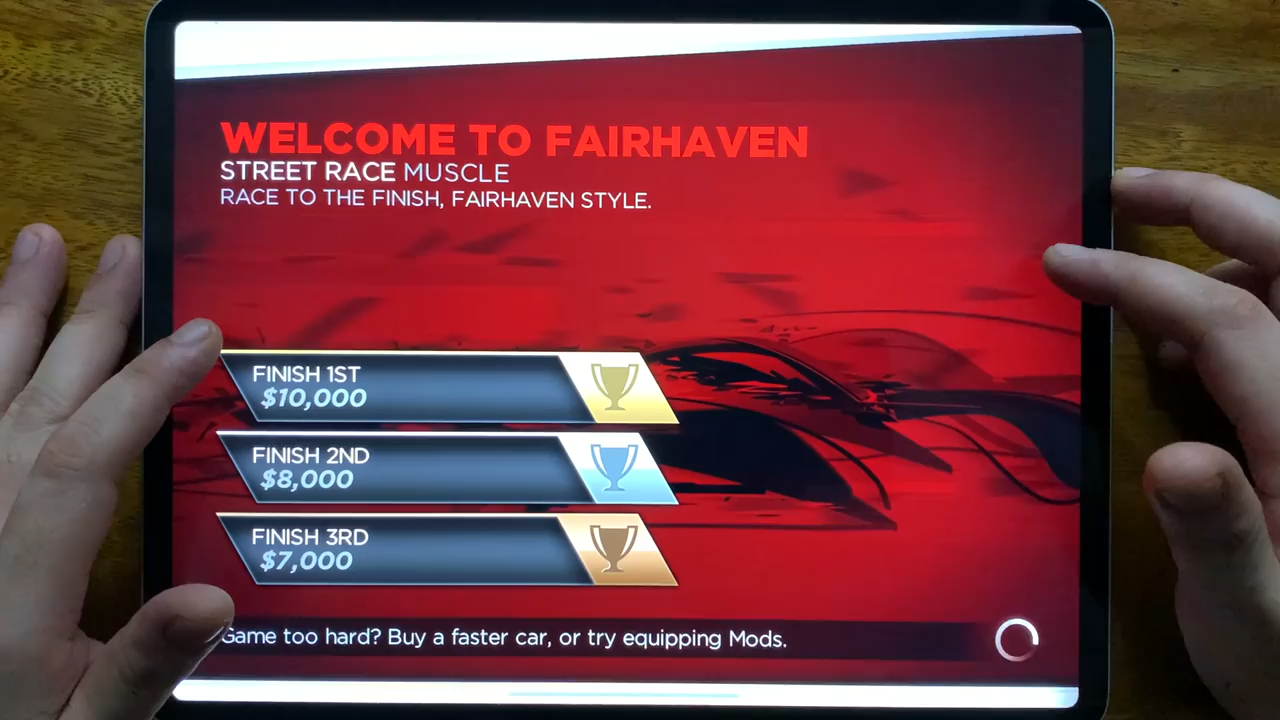 WELCOME TO FAIRHAVEN
STREET RACE MUSCLE
RACE TO THE FINISH, FAIRHAVEN STYLE.
FINISH 1ST
$10,000
FINISH 2ND
$8,000
FINISH 3RD
$7,000
Game too hard? Buy a faster car, or try equipping Mods.